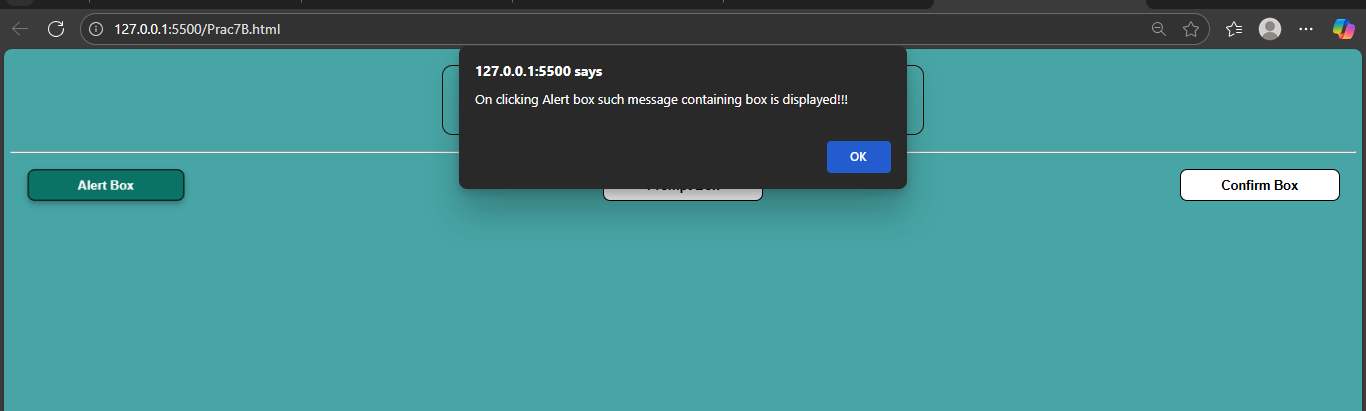 127.0.0.1:5500/Prac7B.html
127.0.0.1:5500 says
On clicking Alert box such message containing box is displayed!!!
OK
Alert Box
Confirm Box